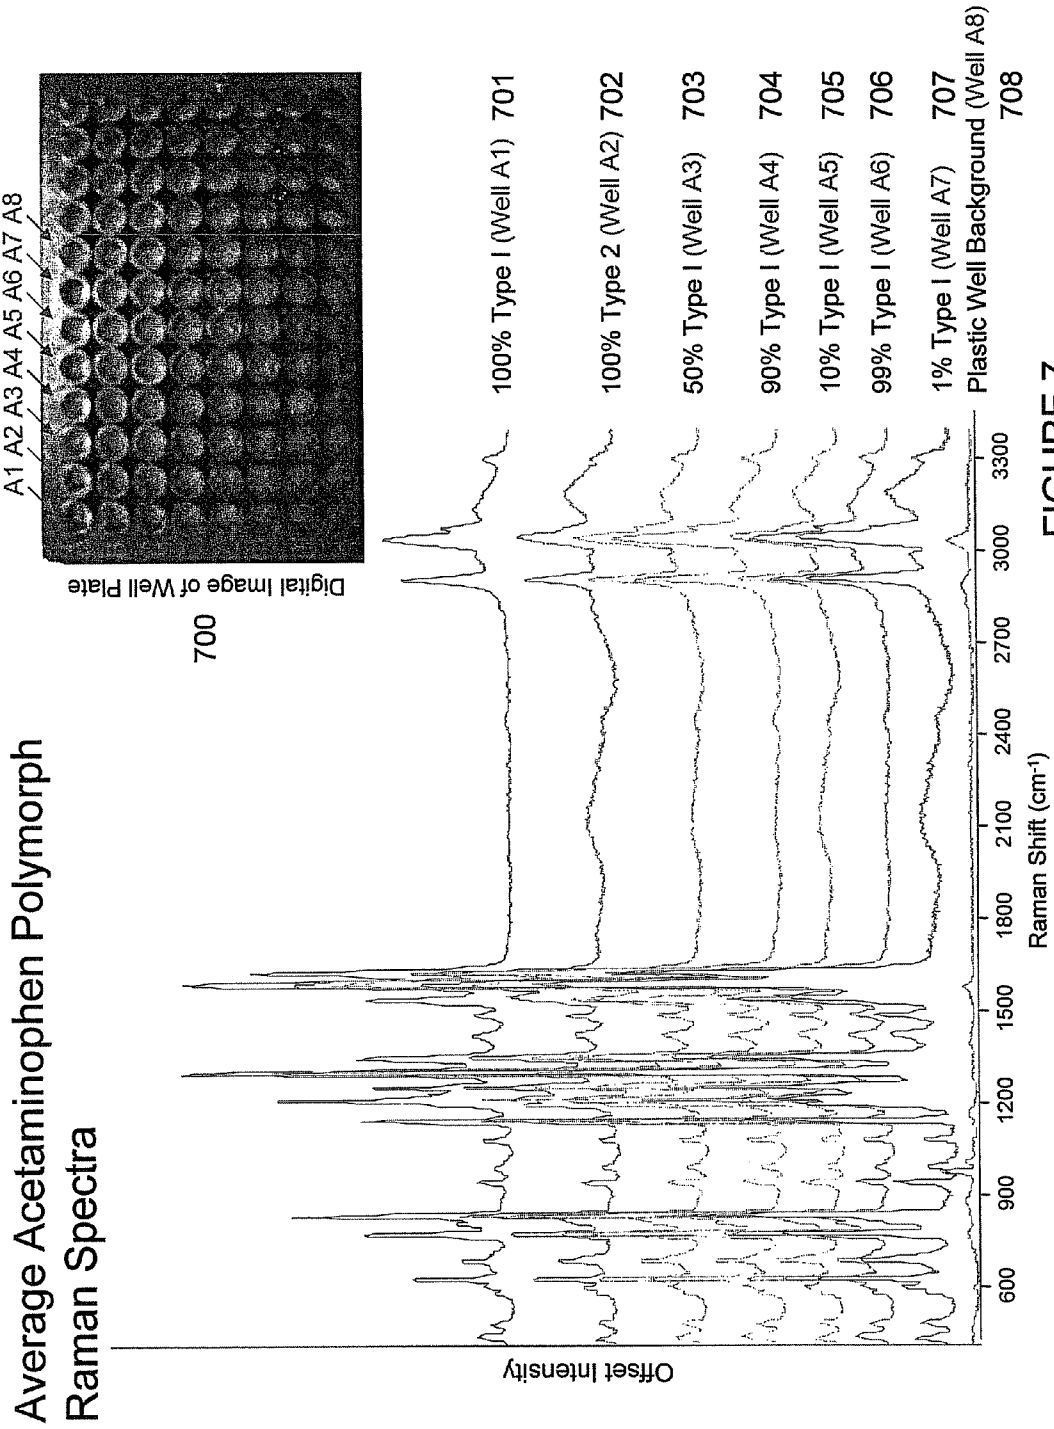 Average Acetaminophen Polymorph
Raman Spectra
A1 A2 A3 A4 A5 A6 A7 A8
Digital Image of Well Plate
700
Offset Intensity
100% Type I (Well A1) 701
100% Type 2 (Well A2) 702
50% Type I (Well A3) 703
90% Type I (Well A4) 704
10% Type I (Well A5) 705
99% Type I (Well A6) 706
1% Type I (Well A7) 707
Plastic Well Background (Well A8)
708
600 900 1200 1500 1800 2100 2400 2700 3000 3300
Raman Shift (cm-1)
FIGURE 7